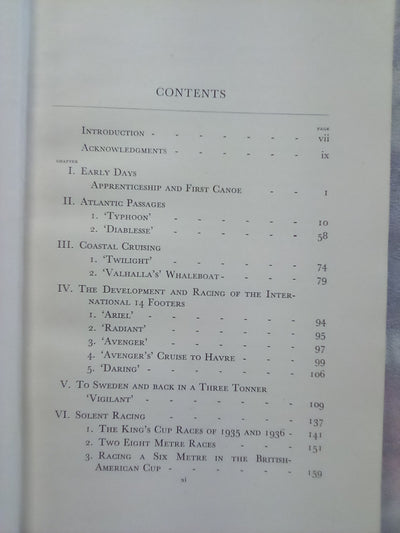 CONTENTS
PAGE
INTRODUCTION - - - - - - - vii
ACKNOWLEDGMENTS - - - - - - ix
CHAPTER
I. EARLY DAYS
APPRENTICESHIP AND FIRST CANOE - - 1
II. ATLANTIC PASSAGES
1. 'TYPHOON' - - - - - - 10
2. 'DIABLESSE' - - - - - - 58
III. COASTAL CRUISING
1. 'TWILIGHT' - - - - - - 74
2. 'VALHALLA'S' WHALEBOAT - - - - 79
IV. THE DEVELOPMENT AND RACING OF THE INTER-
NATIONAL 14 FOOTERS
1. 'ARIEL' - - - - - - 94
2. 'RADIANT' - - - - - - 95
3. 'AVENGER' - - - - - - 97
4. 'AVENGER'S' CRUISE TO HAVRE - - - 99
5. 'DARING' - - - - - - 106
V. TO SWEDEN AND BACK IN A THREE TONNER
'VIGILANT' - - - - - - - 109
VI. SOLENT RACING - - - - - - 137
1. THE KING'S CUP RACES OF 1935 AND 1936 - 141
2. TWO EIGHT METRE RACES - - - - 151
3. RACING A SIX METRE IN THE BRITISH-
AMERICAN CUP - - - - - - 159
xi